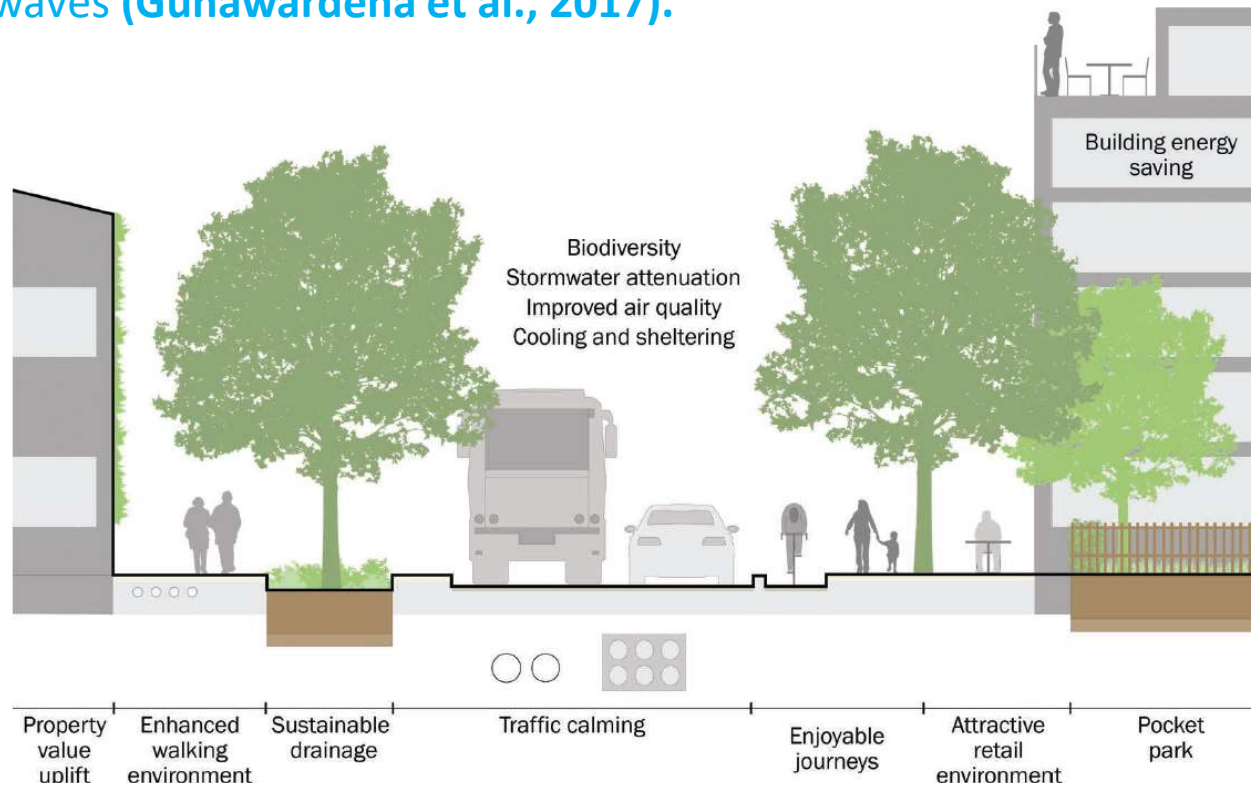 waves (Gunawardena et al., 2017).
Building energy
saving
Biodiversity
Stormwater attenuation
Improved air quality
Cooling and sheltering
Property
value
uplift
Enhanced
walking
environment
Sustainable
drainage
Traffic calming
Enjoyable
journeys
Attractive
retail
environment
Pocket
park